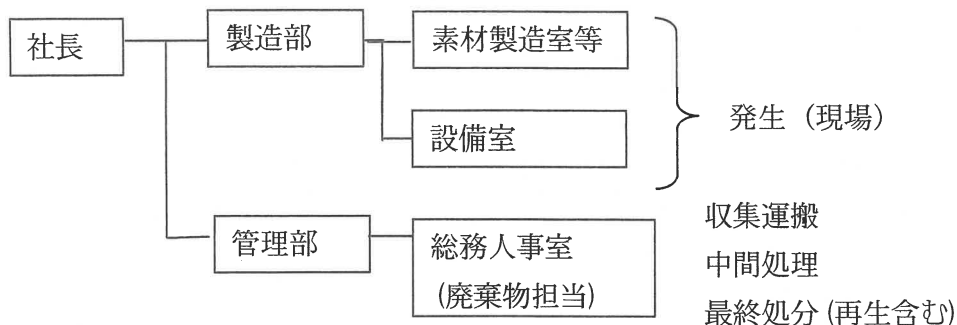 社長
製造部
素材製造室等
設備室
発生（現場）
管理部
総務人事室
(廃棄物担当)
収集運搬
中間処理
最終処分 (再生含む)